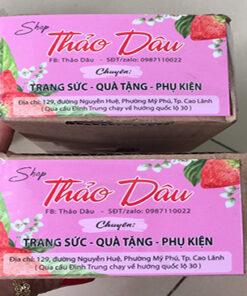 Shop
Thảo Dâu
FB: Thảo Dâu - SĐT/zalo: 0987110022
Chuyên:
TRANG SỨC - QUÀ TẶNG - PHỤ KIỆN
Địa chỉ: 129, đường Nguyễn Huệ, Phường Mỹ Phú, Tp. Cao Lãnh
( Qua cầu Đình Trung chạy về hướng quốc lộ 30 )
Shop
Thảo Dâu
FB: Thảo Dâu - SĐT/zalo: 0987110022
Chuyên:
TRANG SỨC - QUÀ TẶNG - PHỤ KIỆN
Địa chỉ: 129, đường Nguyễn Huệ, Phường Mỹ Phú, Tp. Cao Lãnh
( Qua cầu Đình Trung chạy về hướng quốc lộ 30 )